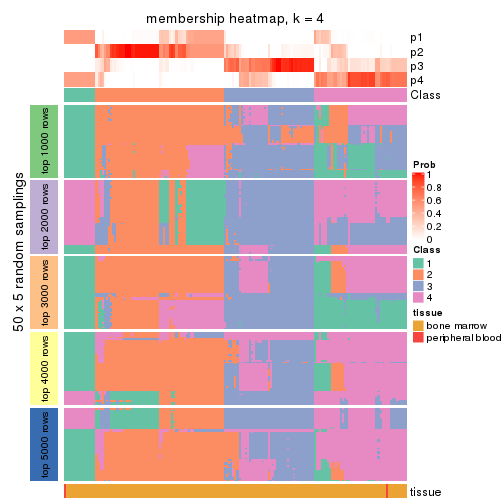 membership heatmap, k = 4
p1
p2
p3
p4
Class
50 x 5 random samplings
top 1000 rows
top 2000 rows
top 3000 rows
top 4000 rows
top 5000 rows
Prob
1
0.8
0.6
0.4
0.2
0
Class
1
2
3
4
tissue
bone marrow
peripheral blood
tissue